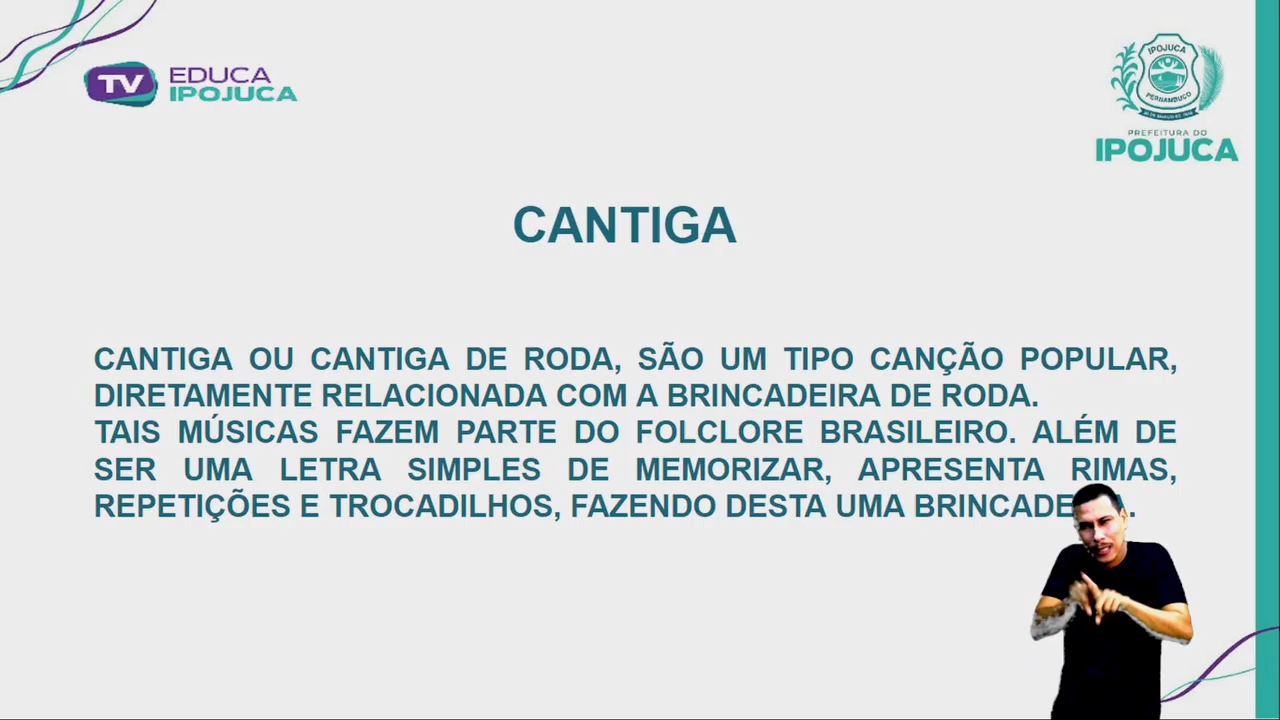 TV EDUCA
IPOJUCA
IPOJUCA
PERNAMBUCO
PREFEITURA DO
IPOJUCA
CANTIGA
CANTIGA OU CANTIGA DE RODA, SÃO UM TIPO CANÇÃO POPULAR,
DIRETAMENTE RELACIONADA COM A BRINCADEIRA DE RODA.
TAIS MÚSICAS FAZEM PARTE DO FOLCLORE BRASILEIRO. ALÉM DE
SER UMA LETRA SIMPLES DE MEMORIZAR, APRESENTA RIMAS,
REPETIÇÕES E TROCADILHOS, FAZENDO DESTA UMA